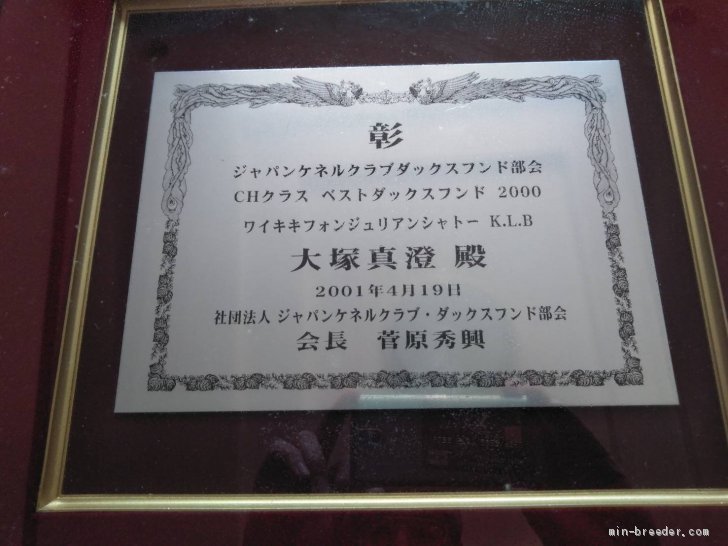 彰
ジャパンケネルクラブダックスフンド部会
CHクラス ベストダックスフンド 2000
ワイキキフォンジュリアンシャトー K.L.B
大塚真澄 殿
2001年4月19日
社団法人 ジャパンケネルクラブ・ダックスフンド部会
会長 菅原秀興
min-breeder.com